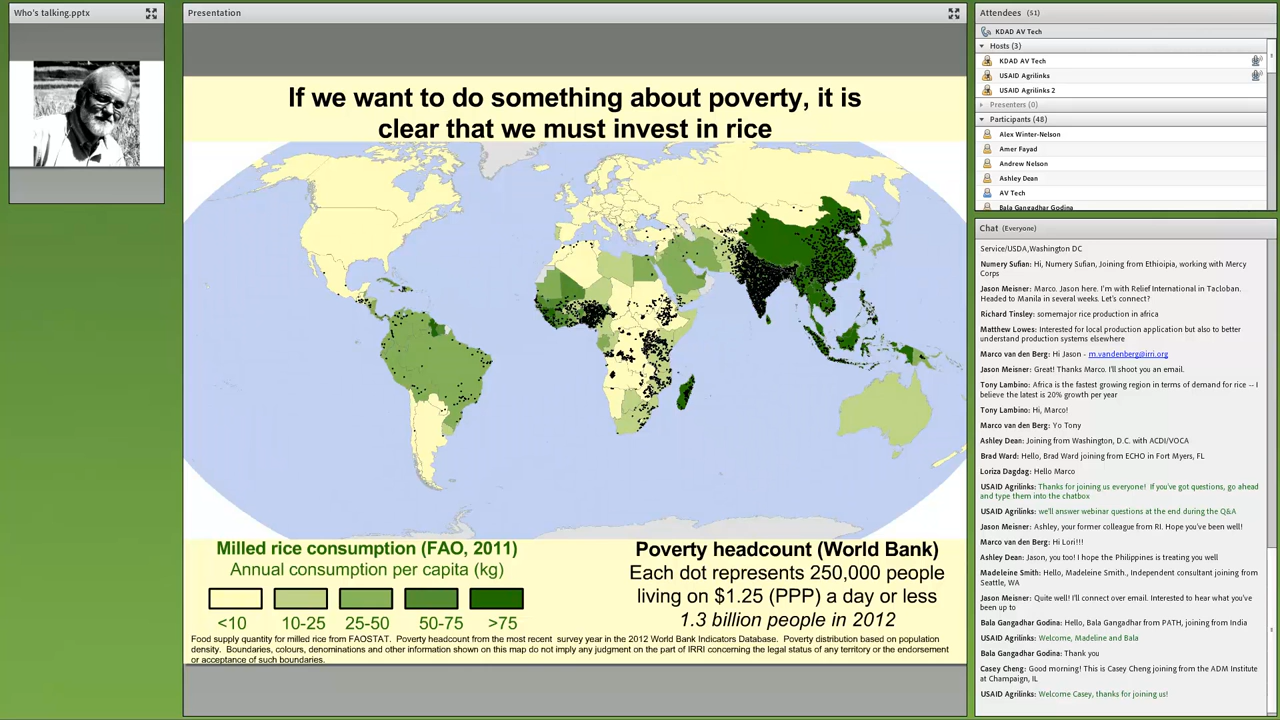 Who's talking.pptx
Presentation
If we want to do something about poverty, it is
clear that we must invest in rice
Milled rice consumption (FAO, 2011)
Annual consumption per capita (kg)
<10 10-25 25-50 50-75 >75
Poverty headcount (World Bank)
Each dot represents 250,000 people
living on $1.25 (PPP) a day or less
1.3 billion people in 2012
Food supply quantity for milled rice from FAOSTAT. Poverty headcount from the most recent survey year in the 2012 World Bank Indicators Database. Poverty distribution based on population
density. Boundaries, colours, denominations and other information shown on this map do not imply any judgment on the part of IRRI concerning the legal status of any territory or the endorsement
or acceptance of such boundaries.
Attendees (51)
KDAD AV Tech
Hosts (3)
KDAD AV Tech
USAID Agrilinks
USAID Agrilinks 2
Presenters (0)
Participants (48)
Alex Winter-Nelson
Amer Fayad
Andrew Nelson
Ashley Dean
AV Tech
Bala Gangadhar Godina
Chat (Everyone)
Service/USDA,Washington DC
Numery Sufian: Hi, Numery Sufian, Joining from Ethioipia, working with Mercy
Corps
Jason Meisner: Marco. Jason here. I'm with Relief International in Tacloban.
Headed to Manila in several weeks. Let's connect?
Richard Tinsley: somemajor rice production in africa
Matthew Lowes: Interested for local production application but also to better
understand production systems elsewhere
Marco van den Berg: Hi Jason - m.vandenberg@irri.org
Jason Meisner: Great! Thanks Marco. I'll shoot you an email.
Tony Lambino: Africa is the fastest growing region in terms of demand for rice -- I
believe the latest is 20% growth per year
Tony Lambino: Hi, Marco!
Marco van den Berg: Yo Tony
Ashley Dean: Joining from Washington, D.C. with ACDI/VOCA
Brad Ward: Hello, Brad Ward joining from ECHO in Fort Myers, FL
Loriza Dagdag: Hello Marco
USAID Agrilinks: Thanks for joining us everyone! If you've got questions, go ahead
and type them into the chatbox
USAID Agrilinks: we'll answer webinar questions at the end during the Q&A
Jason Meisner: Ashley, your former colleague from RI. Hope you've been well!
Marco van den Berg: Hi Lori!!!
Ashley Dean: Jason, you too! I hope the Philippines is treating you well
Madeleine Smith: Hello, Madeline Smith., Independent consultant joining from
Seattle, WA
Jason Meisner: Quite well! I'll connect over email. Interested to hear what you've
been up to
Bala Gangadhar Godina: Hello, Bala Gangadhar from PATH, joining from India
USAID Agrilinks: Welcome, Madeline and Bala
Bala Gangadhar Godina: Thank you
Casey Cheng: Good morning! This is Casey Cheng joining from the ADM Institute
at Champaign, IL
USAID Agrilinks: Welcome Casey, thanks for joining us!